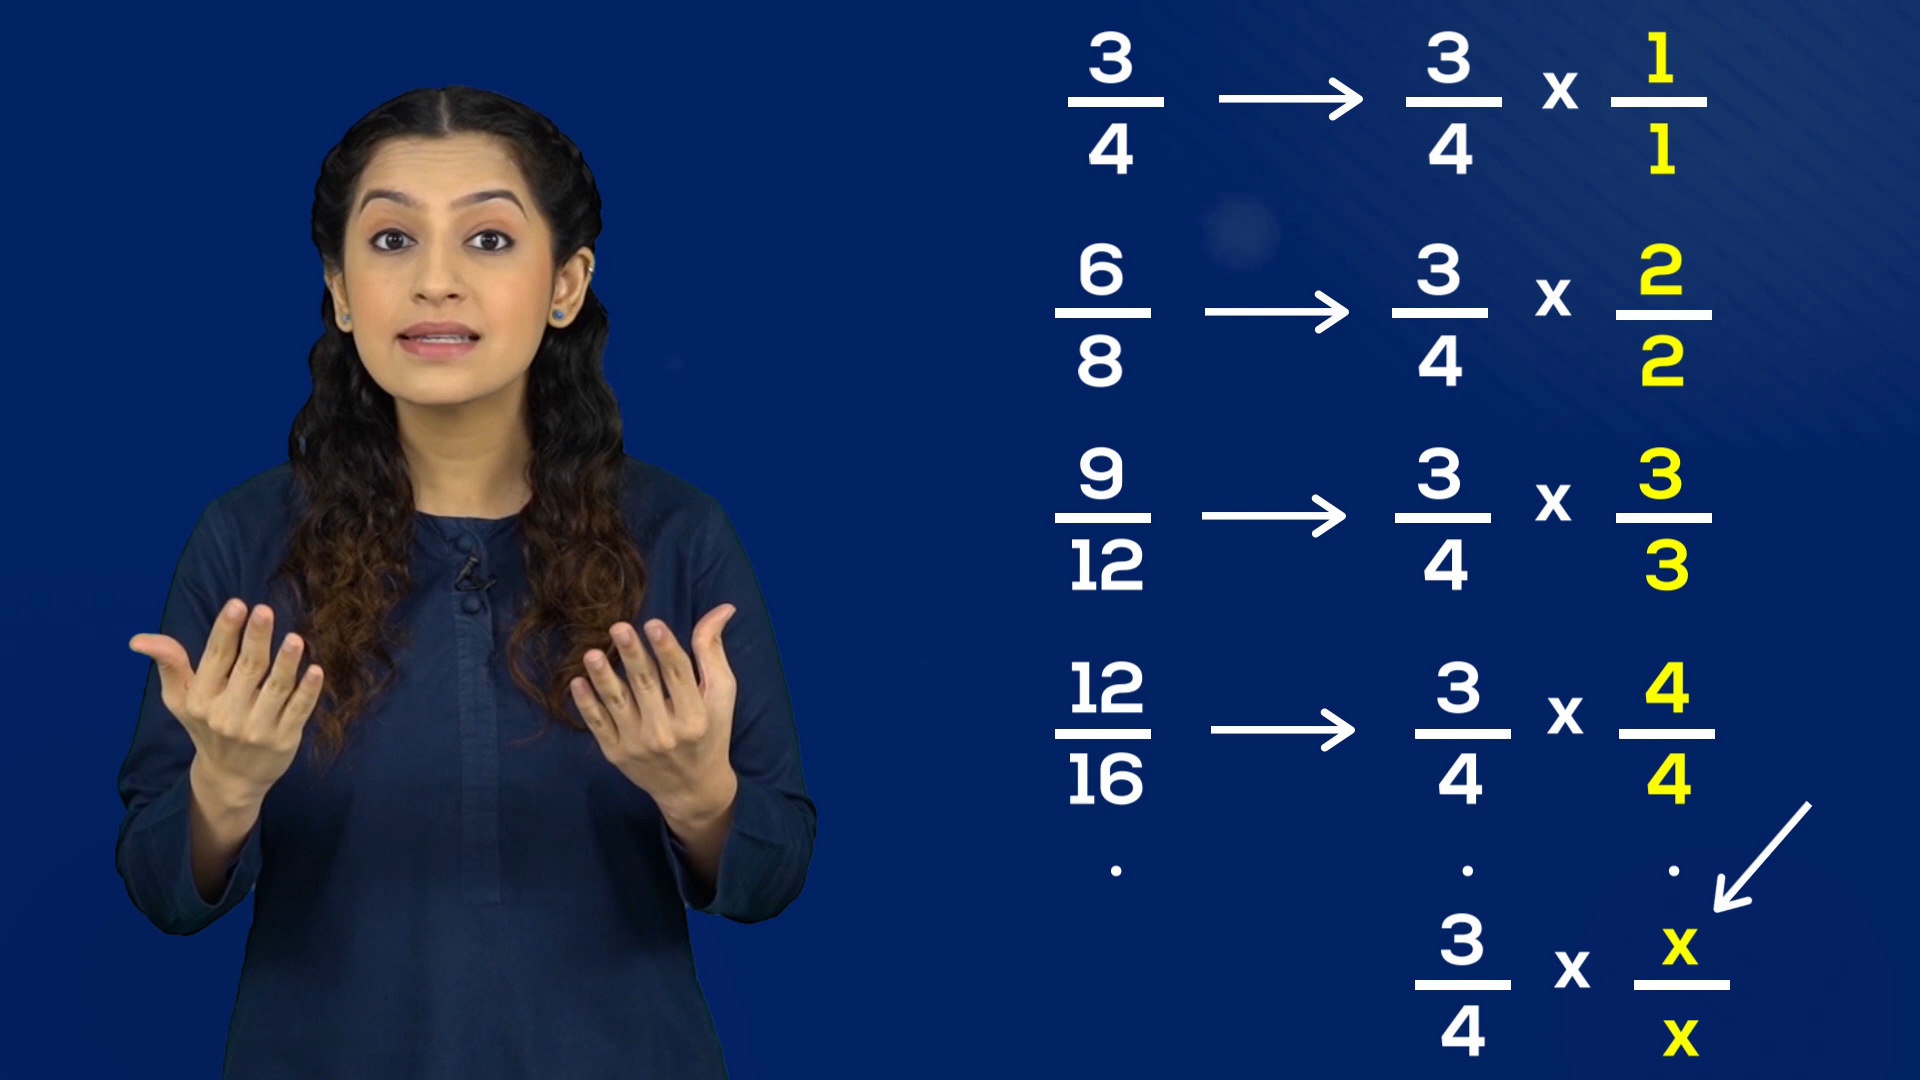 3/4 → 3/4 x 1/1
6/8 → 3/4 x 2/2
9/12 → 3/4 x 3/3
12/16 → 3/4 x 4/4
. . .
3/4 x x/x